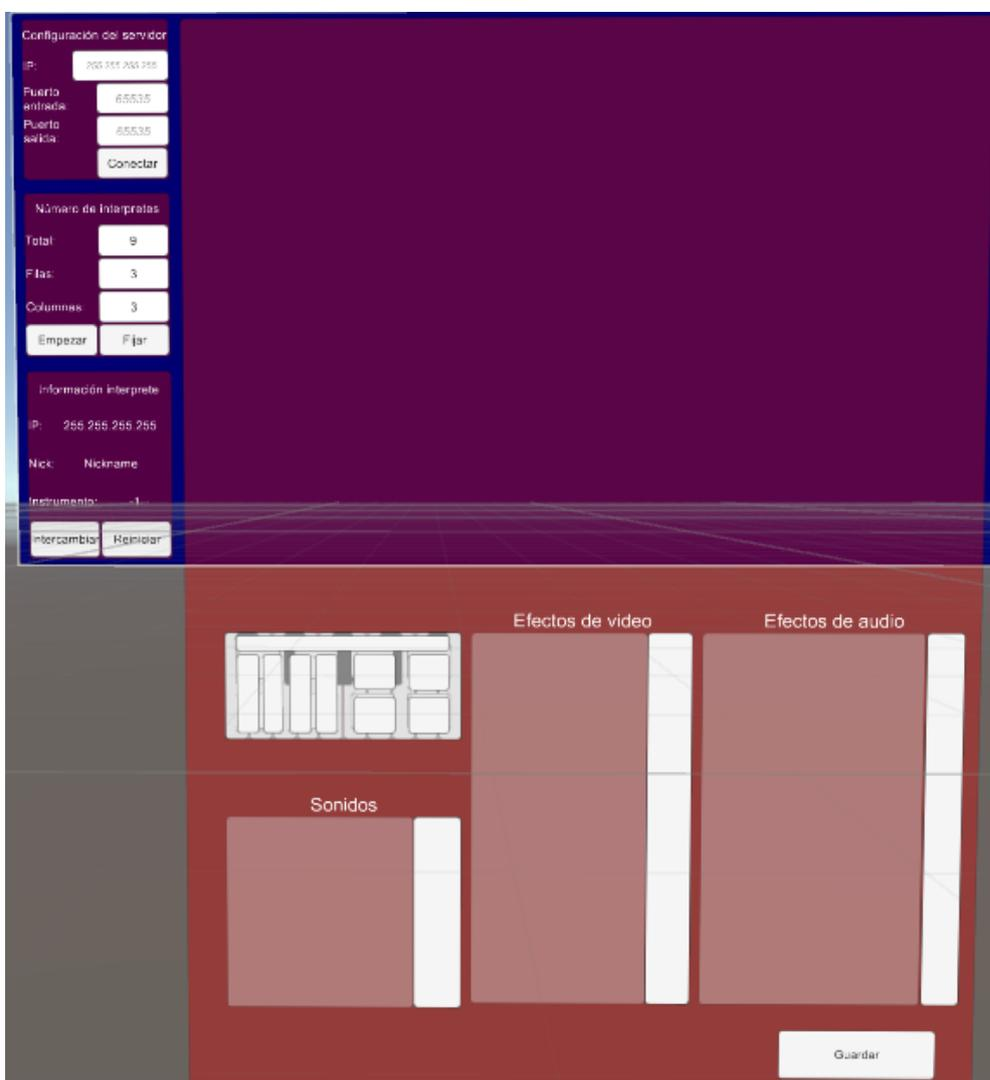 Configuración del servidor
IP: 255.255.255.255
Puerto entrada: 65535
Puerto salida: 65535
Conectar
Número de interpretes
Total: 9
Filas: 3
Columnas: 3
Empezar Fijar
Información interprete
IP: 255.255.255.255
Nick: Nickname
Instrumento: -1--
Intercambiar Reiniciar
Efectos de video Efectos de audio
Sonidos
Guardar